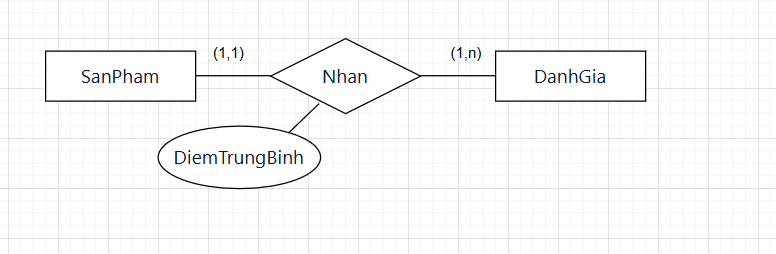 (1,1)
(1,n)
SanPham
Nhan
DanhGia
DiemTrungBinh